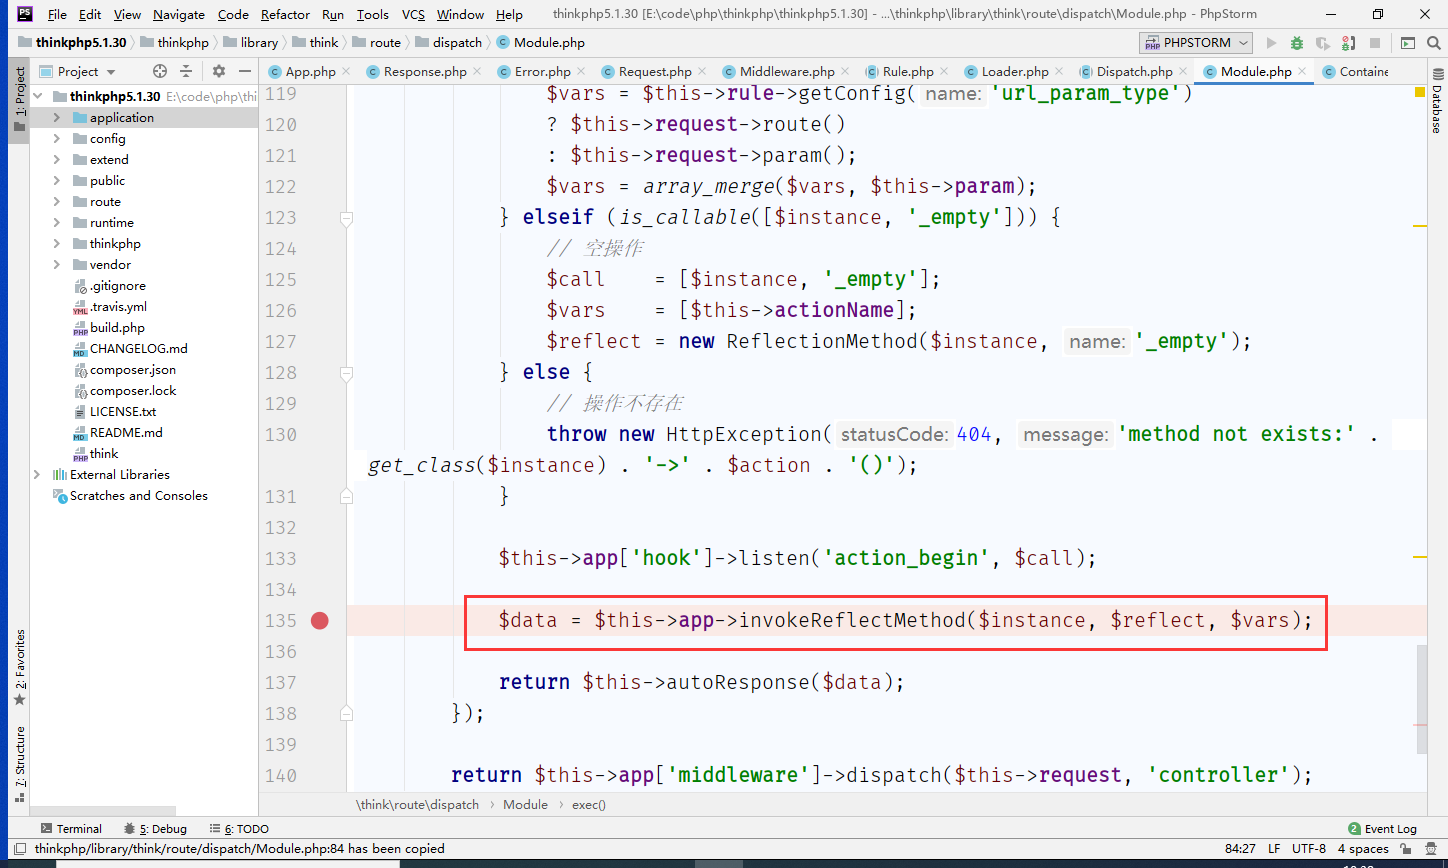 PS File Edit View Navigate Code Refactor Run Tools VCS Window Help thinkphp5.1.30 [E:\code\php\thinkphp\thinkphp5.1.30] - ...\thinkphp\library\think\route\dispatch\Module.php - PhpStorm
thinkphp5.1.30 thinkphp library think route dispatch Module.php PHPSTORM
Project App.php Response.php Error.php Request.php Middleware.php Rule.php Loader.php Dispatch.php Module.php Containe
1: Project
2: Favorites
7: Structure
Database
thinkphp5.1.30 E:\code\php\thi
application
config
extend
public
route
runtime
thinkphp
vendor
.gitignore
.travis.yml
build.php
CHANGELOG.md
composer.json
composer.lock
LICENSE.txt
README.md
think
External Libraries
Scratches and Consoles
119 $vars = $this->rule->getConfig( name: 'url_param_type')
120 ? $this->request->route()
121 : $this->request->param();
122 $vars = array_merge($vars, $this->param);
123 } elseif (is_callable([$instance, '_empty'])) {
124 // 空操作
125 $call    = [$instance, '_empty'];
126 $vars    = [$this->actionName];
127 $reflect = new ReflectionMethod($instance, name: '_empty');
128 } else {
129 // 操作不存在
130 throw new HttpException( statusCode: 404, message: 'method not exists:' .
get_class($instance) . '->' . $action . '()');
131 }
132
133 $this->app['hook']->listen('action_begin', $call);
134
135 $data = $this->app->invokeReflectMethod($instance, $reflect, $vars);
136
137 return $this->autoResponse($data);
138 });
139
140 return $this->app['middleware']->dispatch($this->request, 'controller');
\think\route\dispatch › Module › exec()
Terminal 5: Debug 6: TODO 2 Event Log
thinkphp/library/think/route/dispatch/Module.php:84 has been copied 84:27 LF UTF-8 4 spaces